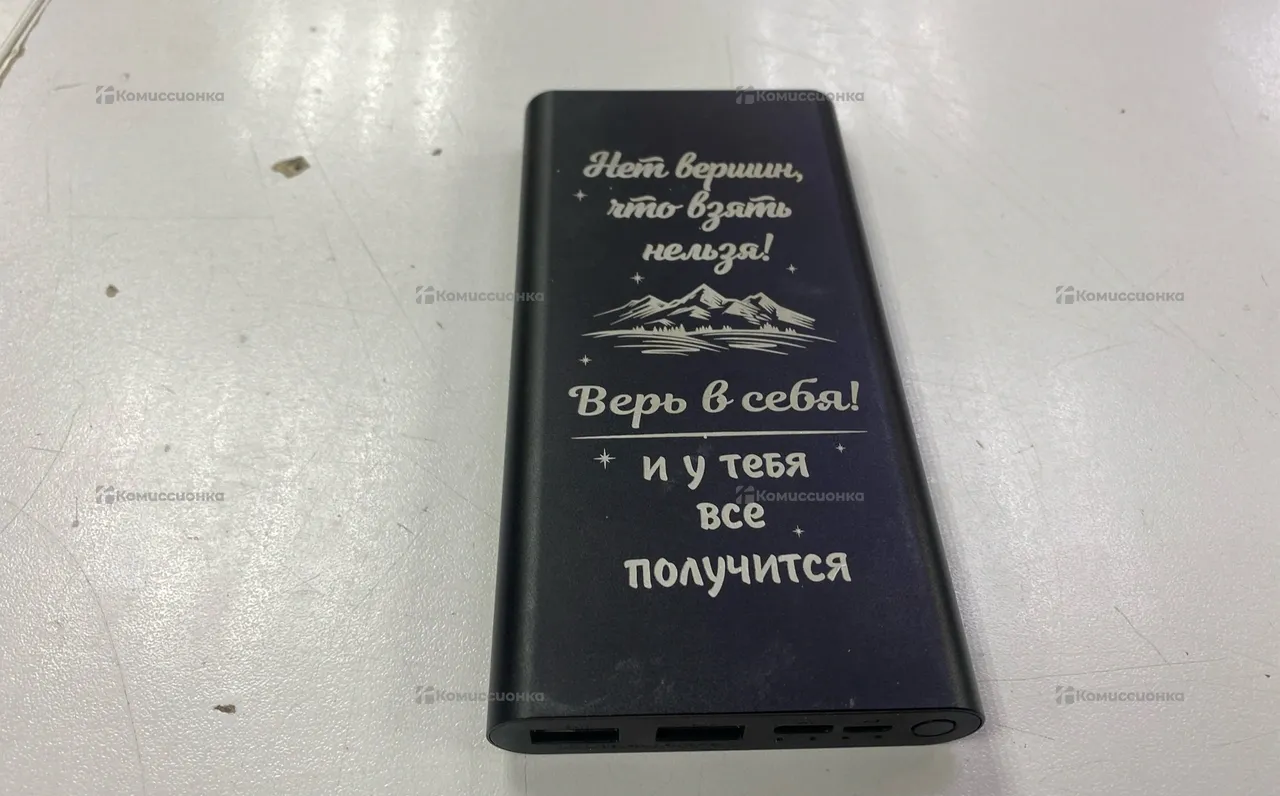 Комиссионка
Комиссионка
Нет вершин,
что взять
нельзя!
Комиссионка
Комиссионка
Верь в себя!
и у тебя
Комиссионка
Комиссионка
все
получится
Комиссионка
Комиссионка